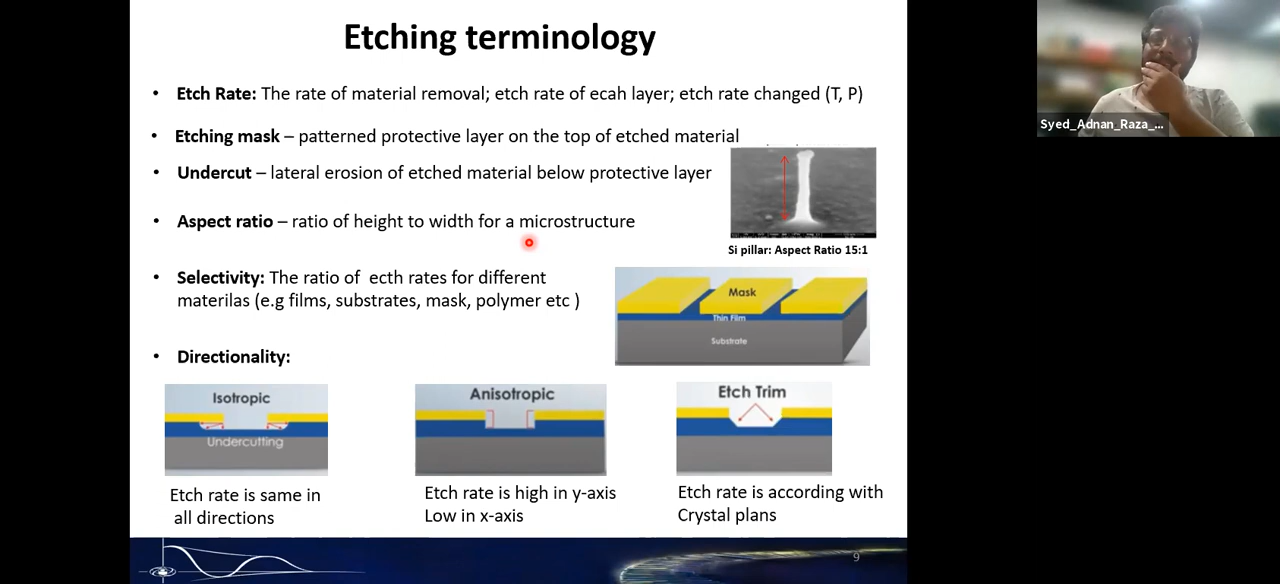 Etching terminology
• Etch Rate: The rate of material removal; etch rate of ecah layer; etch rate changed (T, P)
• Etching mask – patterned protective layer on the top of etched material
• Undercut – lateral erosion of etched material below protective layer
• Aspect ratio – ratio of height to width for a microstructure
Si pillar: Aspect Ratio 15:1
• Selectivity: The ratio of ecth rates for different
materilas (e.g films, substrates, mask, polymer etc )
Mask
Thin Film
Substrate
• Directionality:
Isotropic
Undercutting
Anisotropic
Etch Trim
Etch rate is same in
all directions
Etch rate is high in y-axis
Low in x-axis
Etch rate is according with
Crystal plans
9
Syed_Adnan_Raza_...